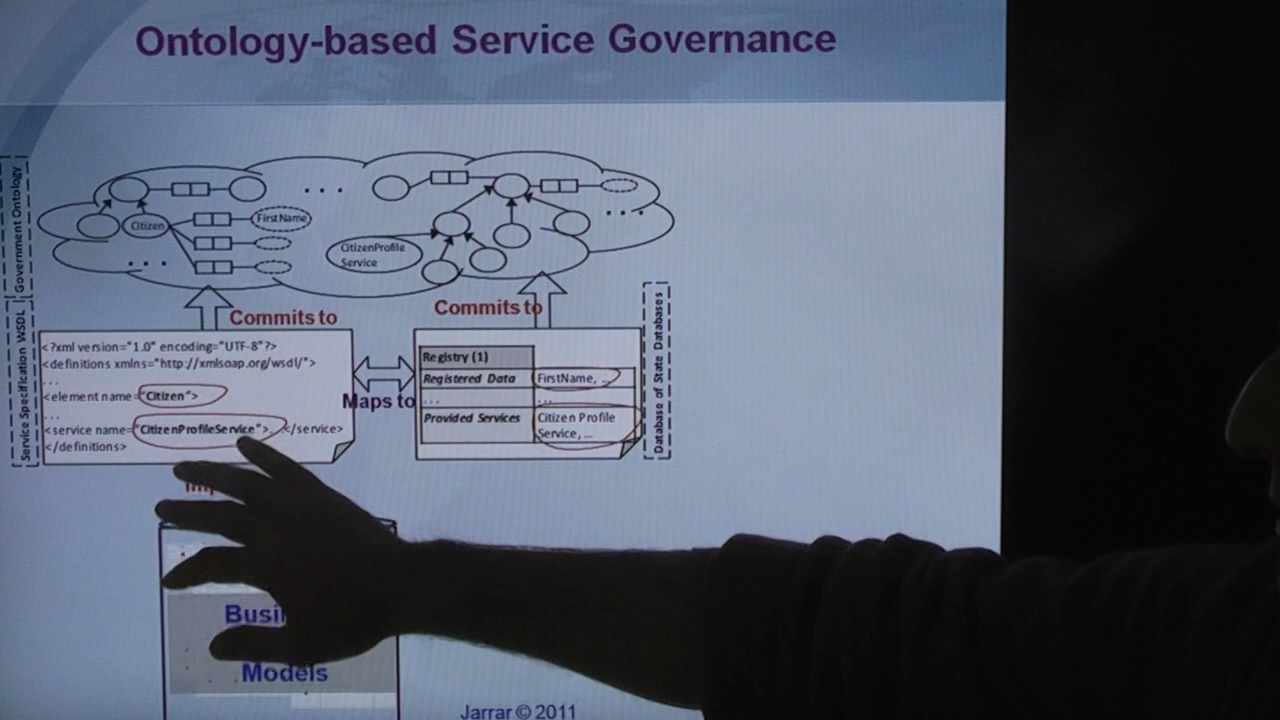 Ontology-based Service Governance
Government Ontology
. . .
FirstName
Citizen
. . .
CitizenProfile
Service
. . .
Commits to
Commits to
Service Specification WSDL
<?xml version="1.0" encoding="UTF-8"?>
<definitions xmlns="http://xmlsoap.org/wsdl/">
...
<element name="Citizen">
...
<service name="CitizenProfileService">...</service>
</definitions>
Maps to
Registry (1)
Registered Data FirstName, ...
... ...
Provided Services Citizen Profile
Service, ...
Database of State Databases
Models
Jarrar © 2011